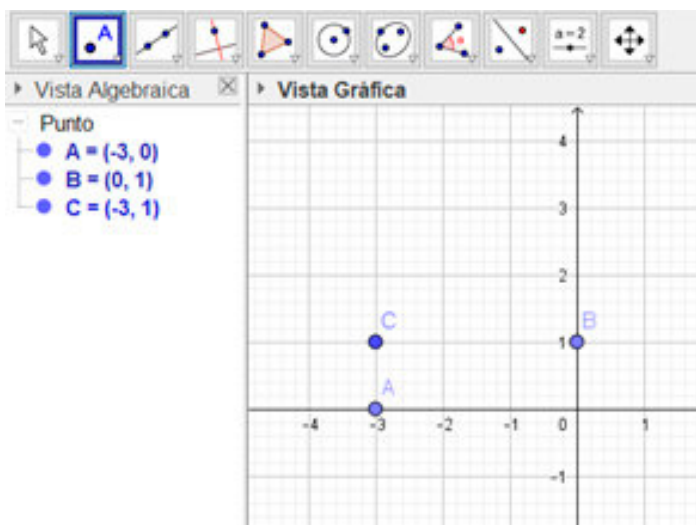 A
a=2
Vista Algebraica
Vista Gráfica
Punto
A = (-3, 0)
B = (0, 1)
C = (-3, 1)
4
3
2
C
1
B
A
-4
-3
-2
-1
0
1
-1